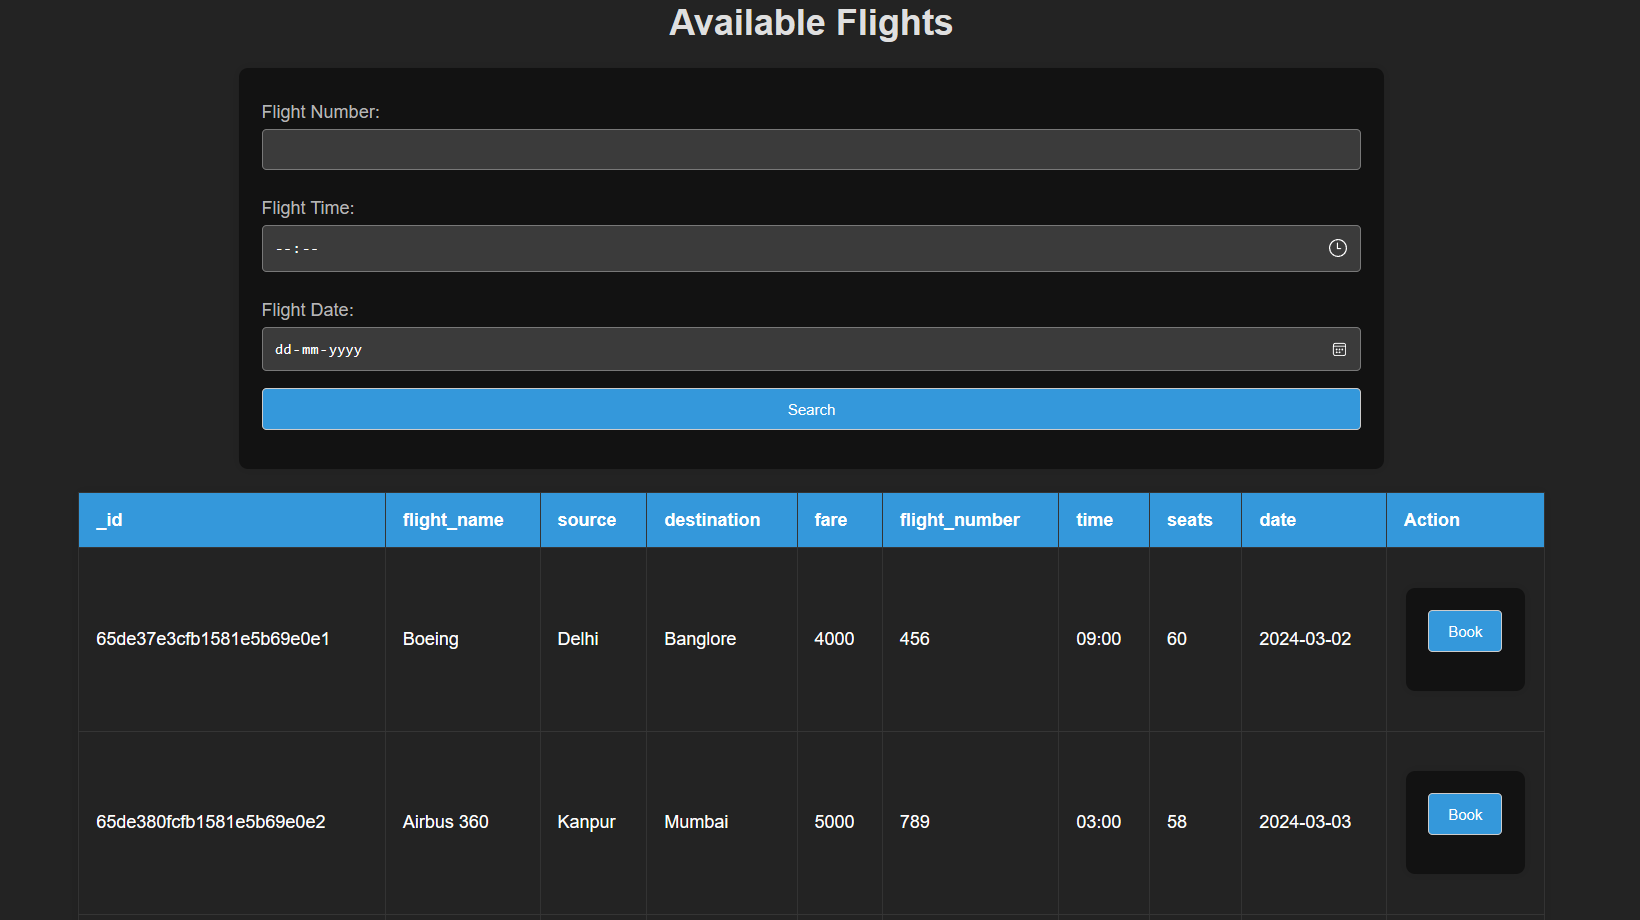 Available Flights
Flight Number:
Flight Time:
--:--
Flight Date:
dd-mm-yyyy
Search
_id flight_name source destination fare flight_number time seats date Action
65de37e3cfb1581e5b69e0e1 Boeing Delhi Banglore 4000 456 09:00 60 2024-03-02 Book
65de380fcfb1581e5b69e0e2 Airbus 360 Kanpur Mumbai 5000 789 03:00 58 2024-03-03 Book